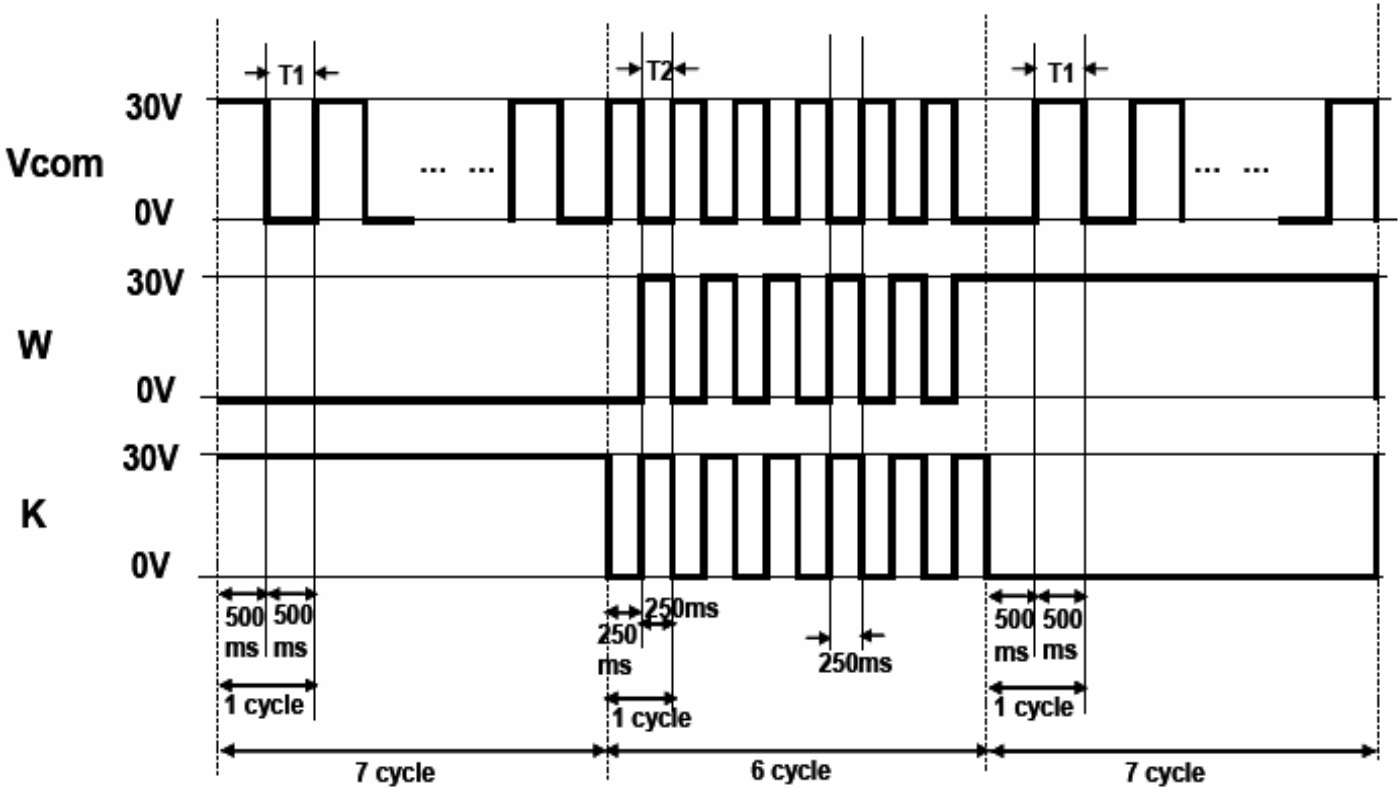 T1
T2
T1
30V
Vcom
... ...
... ...
0V
30V
W
0V
30V
K
0V
500
ms
500
ms
250
ms
250ms
250ms
500
ms
500
ms
1 cycle
1 cycle
1 cycle
7 cycle
6 cycle
7 cycle